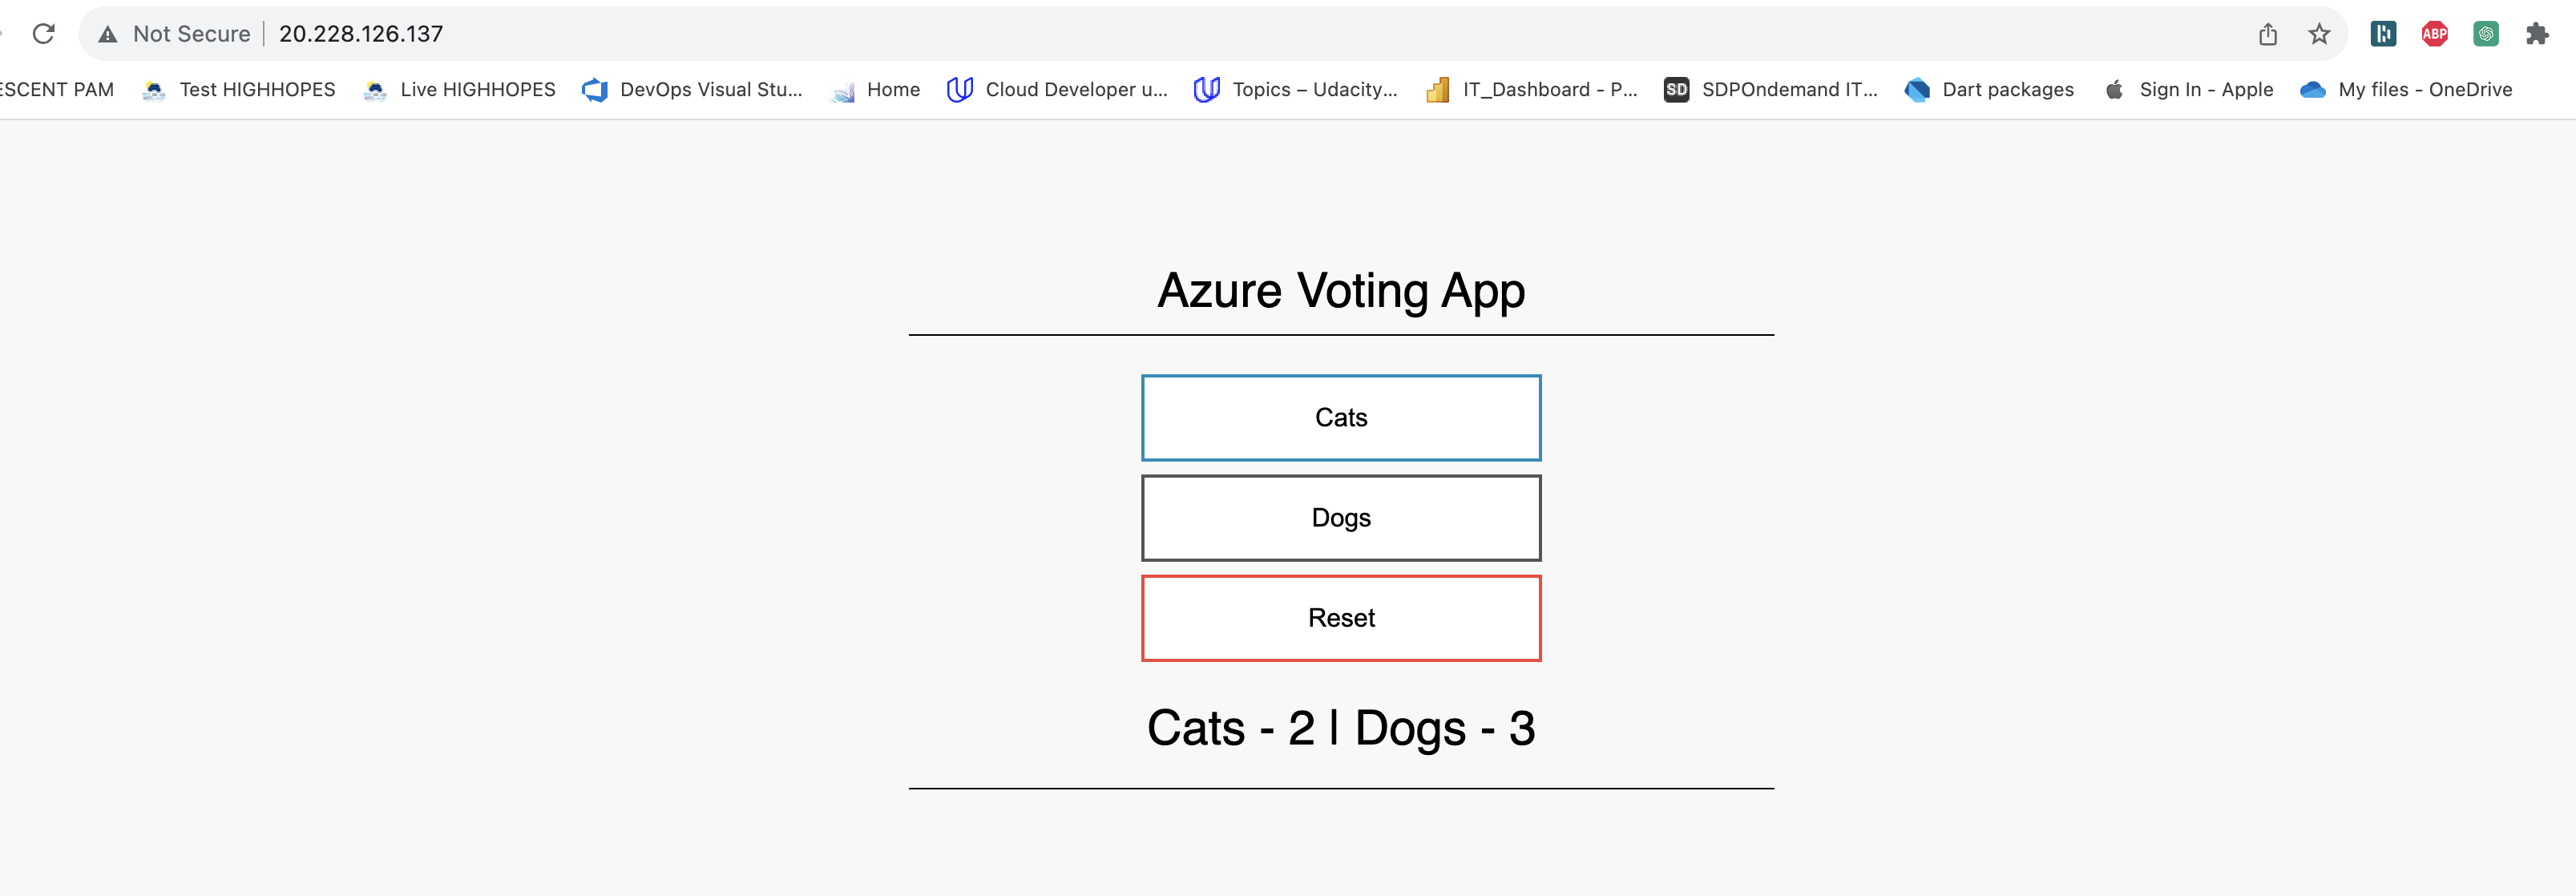 Not Secure | 20.228.126.137 ABP
ESCENT PAM Test HIGHHOPES Live HIGHHOPES DevOps Visual Stu... Home Cloud Developer u... Topics – Udacity... IT_Dashboard - P... SD SDPOndemand IT... Dart packages Sign In - Apple My files - OneDrive
Azure Voting App
Cats
Dogs
Reset
Cats - 2 | Dogs - 3